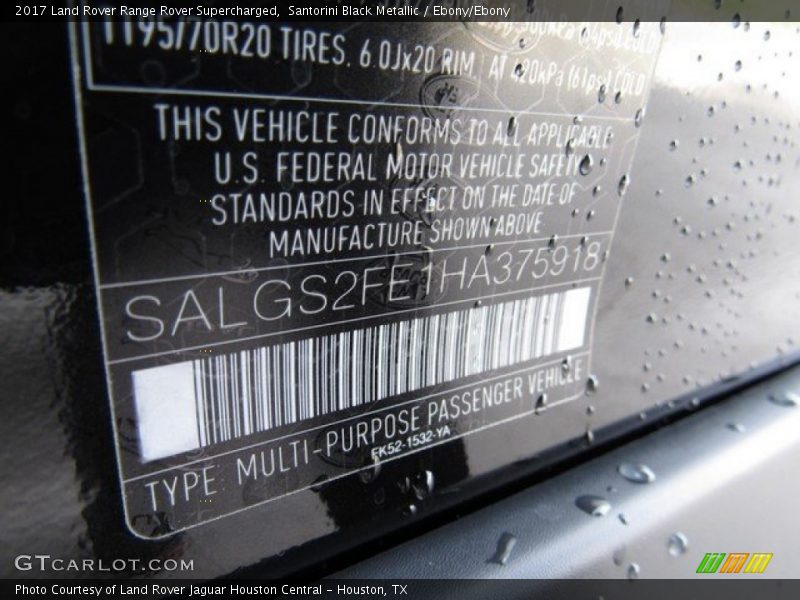 2017 Land Rover Range Rover Supercharged,  Santorini Black Metallic / Ebony/Ebony
T195/70R20 TIRES. 6.0Jx20 RIM, AT 420kPa (61psi) COLD
THIS VEHICLE CONFORMS TO ALL APPLICABLE
U.S. FEDERAL MOTOR VEHICLE SAFETY
STANDARDS IN EFFECT ON THE DATE OF
MANUFACTURE SHOWN ABOVE
SALGS2FE1HA375918
TYPE MULTI-PURPOSE PASSENGER VEHICLE
FK52-1532-YA
GTCARLOT.COM
Photo Courtesy of Land Rover Jaguar Houston Central - Houston, TX